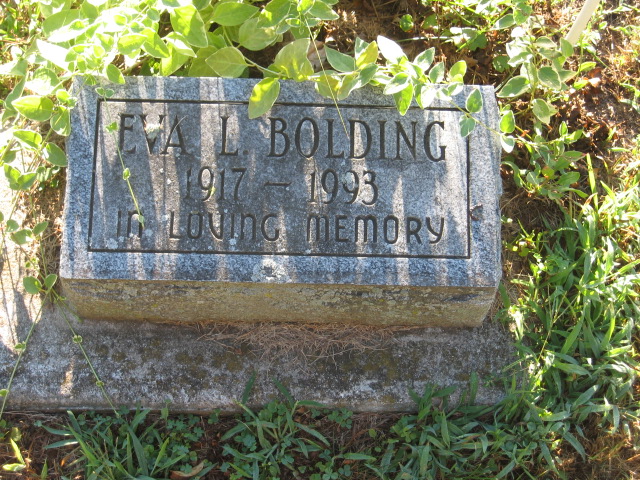 EVA L. BOLDING
1917 — 1993
IN LOVING MEMORY